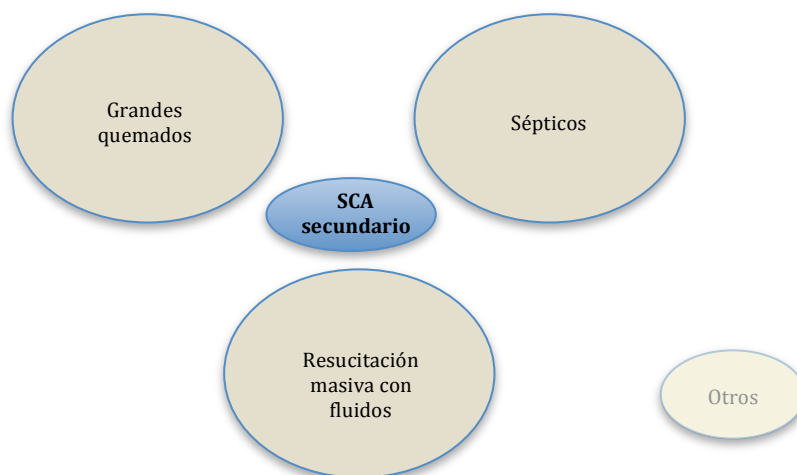 Grandes
quemados
Sépticos
SCA
secundario
Resucitación
masiva con
fluidos
Otros